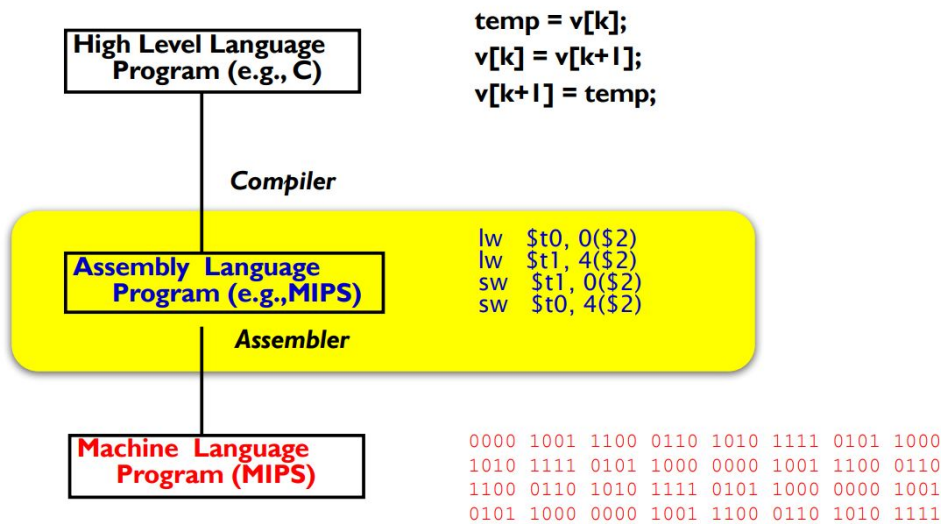 High Level Language
Program (e.g., C)
temp = v[k];
v[k] = v[k+1];
v[k+1] = temp;
Compiler
Assembly Language
Program (e.g.,MIPS)
lw $t0, 0($2)
lw $t1, 4($2)
sw $t1, 0($2)
sw $t0, 4($2)
Assembler
Machine Language
Program (MIPS)
0000 1001 1100 0110 1010 1111 0101 1000
1010 1111 0101 1000 0000 1001 1100 0110
1100 0110 1010 1111 0101 1000 0000 1001
0101 1000 0000 1001 1100 0110 1010 1111